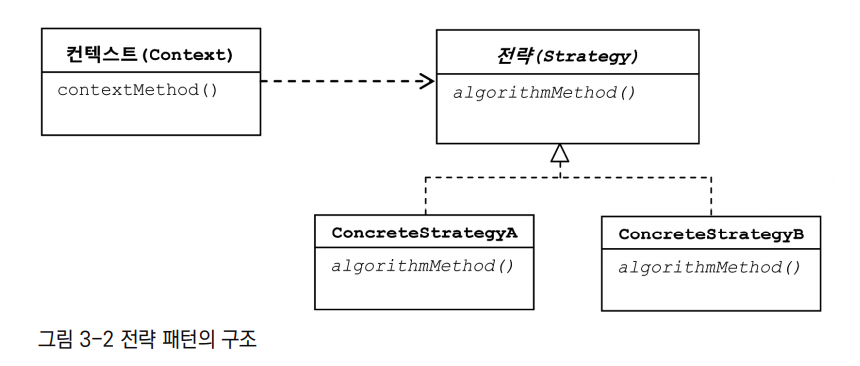 컨텍스트(Context)
contextMethod()
전략(Strategy)
algorithmMethod()
ConcreteStrategyA
algorithmMethod()
ConcreteStrategyB
algorithmMethod()
그림 3-2 전략 패턴의 구조